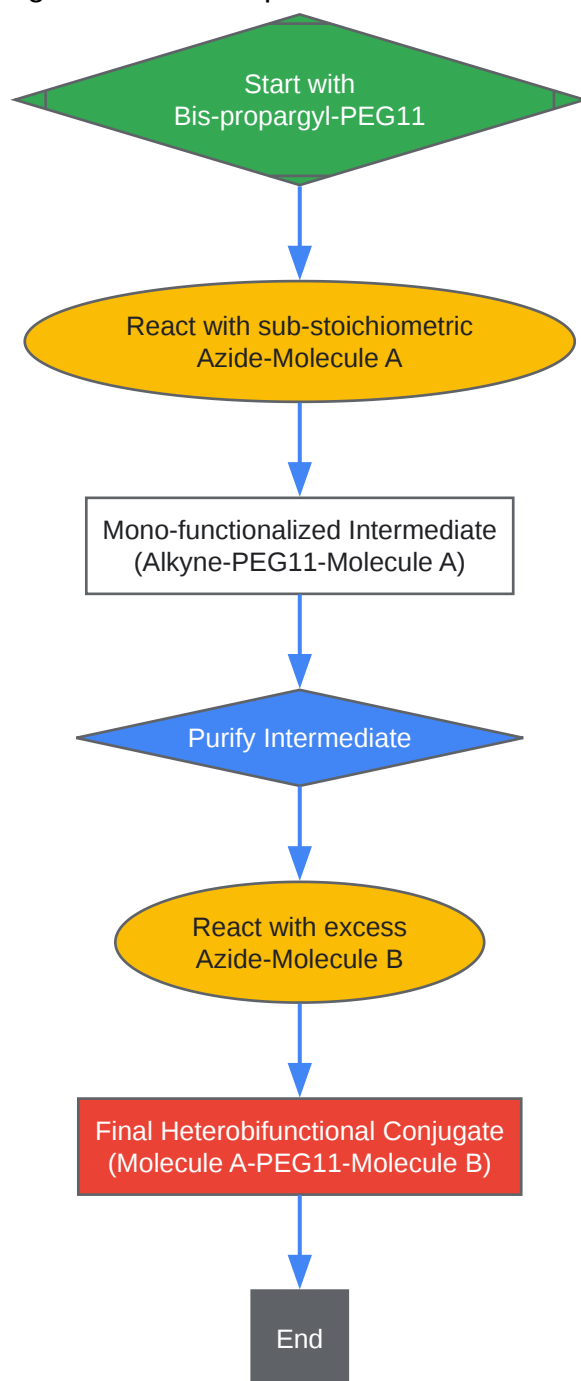 Start with
Bis-propargyl-PEG11
React with sub-stoichiometric
Azide-Molecule A
Mono-functionalized Intermediate
(Alkyne-PEG11-Molecule A)
Purify Intermediate
React with excess
Azide-Molecule B
Final Heterobifunctional Conjugate
(Molecule A-PEG11-Molecule B)
End